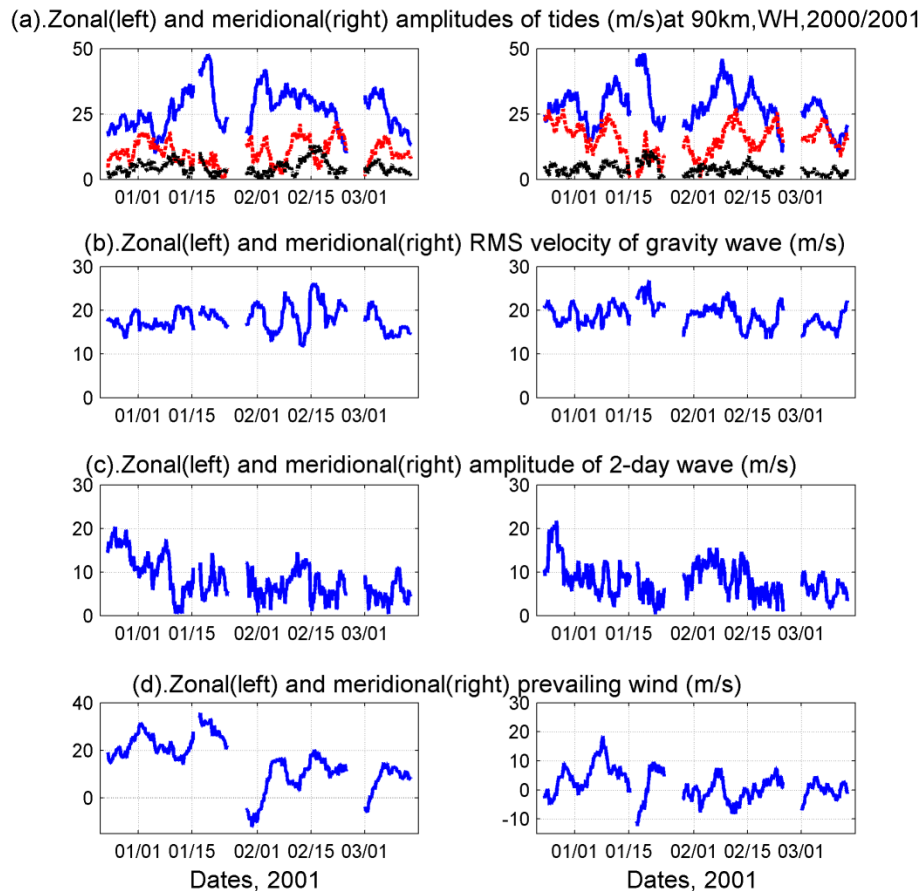 (a).Zonal(left) and meridional(right) amplitudes of tides (m/s)at 90km,WH,2000/2001
50
25
0
01/01 01/15 02/01 02/15 03/01
50
25
0
01/01 01/15 02/01 02/15 03/01
(b).Zonal(left) and meridional(right) RMS velocity of gravity wave (m/s)
30
20
10
0
01/01 01/15 02/01 02/15 03/01
30
20
10
0
01/01 01/15 02/01 02/15 03/01
(c).Zonal(left) and meridional(right) amplitude of 2-day wave (m/s)
30
20
10
0
01/01 01/15 02/01 02/15 03/01
30
20
10
0
01/01 01/15 02/01 02/15 03/01
(d).Zonal(left) and meridional(right) prevailing wind (m/s)
40
20
0
01/01 01/15 02/01 02/15 03/01
Dates, 2001
30
20
10
0
-10
01/01 01/15 02/01 02/15 03/01
Dates, 2001